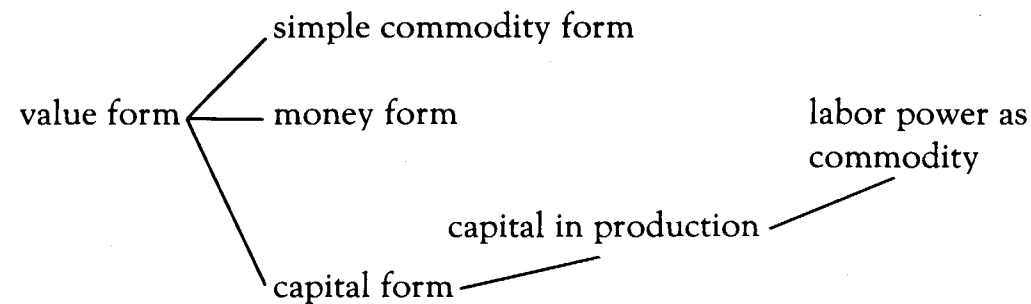 simple commodity form
value form
money form
labor power as
commodity
capital in production
capital form